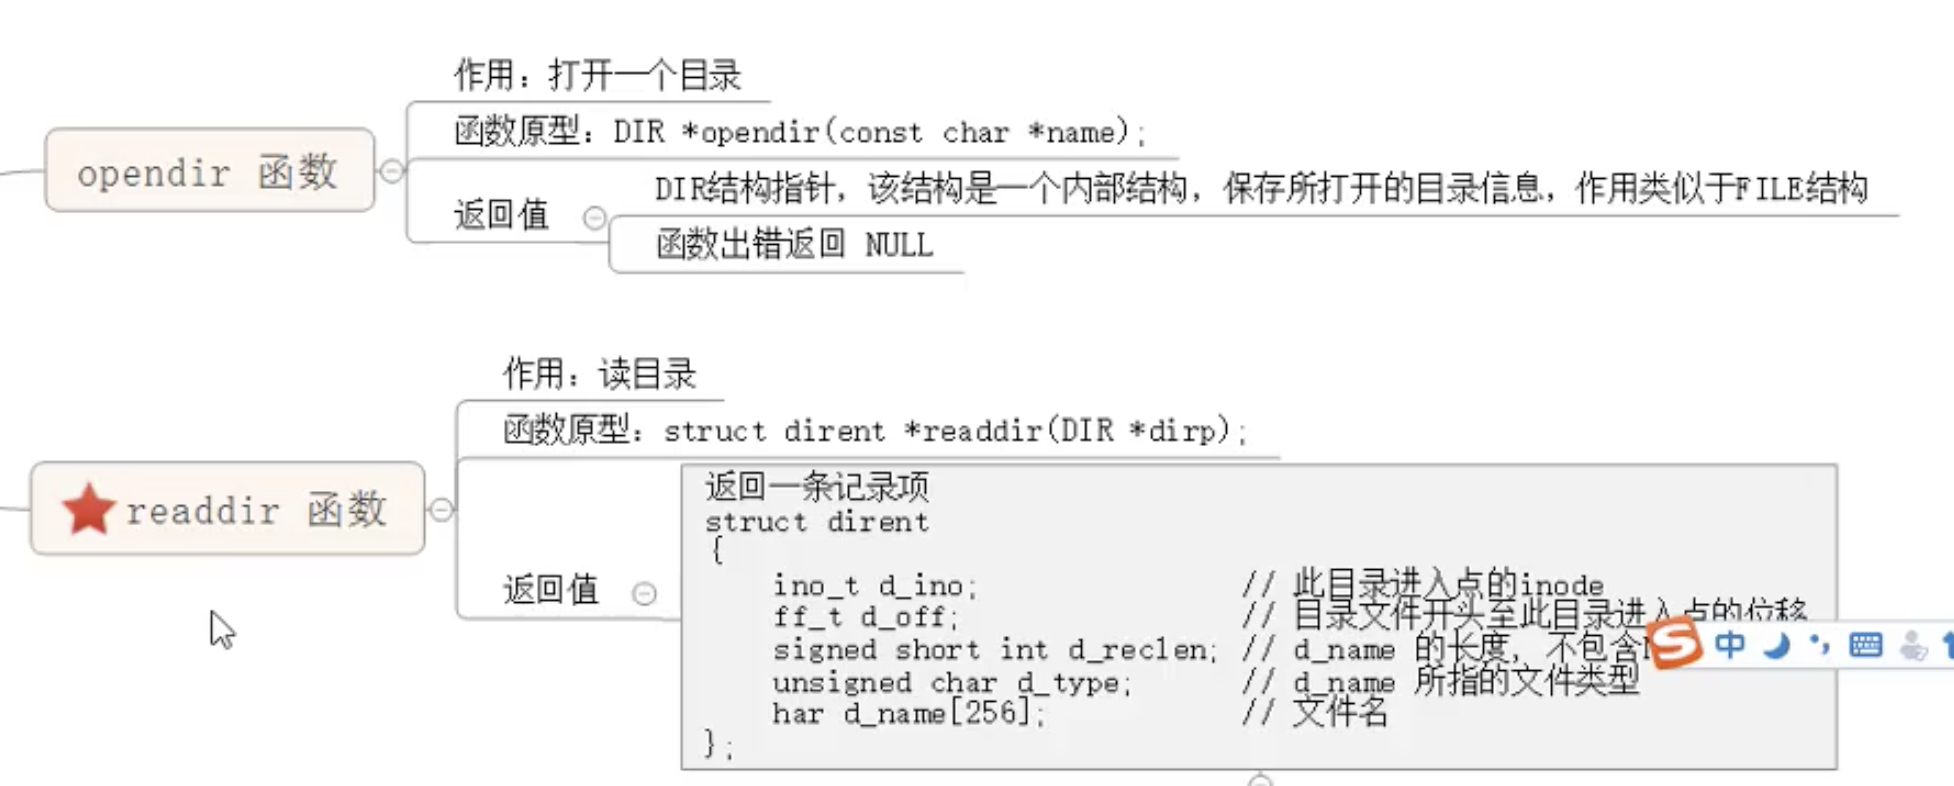 作用：打开一个目录
函数原型：DIR *opendir(const char *name);
opendir 函数
DIR结构指针，该结构是一个内部结构，保存所打开的目录信息，作用类似于FILE结构
返回值
函数出错返回 NULL
作用：读目录
函数原型：struct dirent *readdir(DIR *dirp);
readdir 函数
返回值
返回一条记录项
struct dirent
{
ino_t d_ino; // 此目录进入点的inode
ff_t d_off; // 目录文件开头至此目录进入点的位移
signed short int d_reclen; // d_name 的长度, 不包含
unsigned char d_type; // d_name 所指的文件类型
har d_name[256]; // 文件名
};
S 中